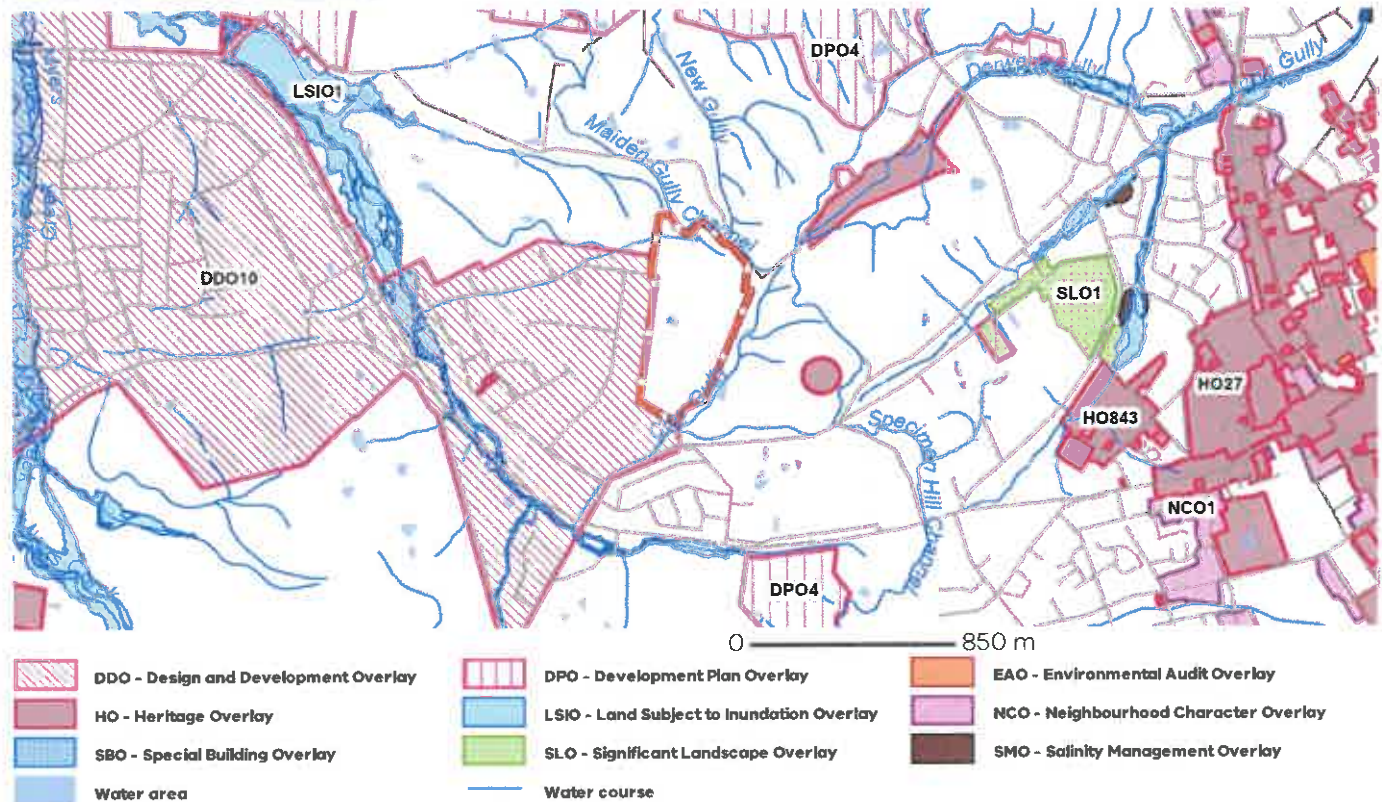 DPO4
LSIO1
New Gully
Maiden Gully Channel
Gully
DDO10
Creek
SLO1
HO27
HO843
Specimen Hill Channel
NCO1
DPO4
0 850 m
DDO - Design and Development Overlay
DPO - Development Plan Overlay
EAO - Environmental Audit Overlay
HO - Heritage Overlay
LSIO - Land Subject to Inundation Overlay
NCO - Neighbourhood Character Overlay
SBO - Special Building Overlay
SLO - Significant Landscape Overlay
SMO - Salinity Management Overlay
Water area
Water course